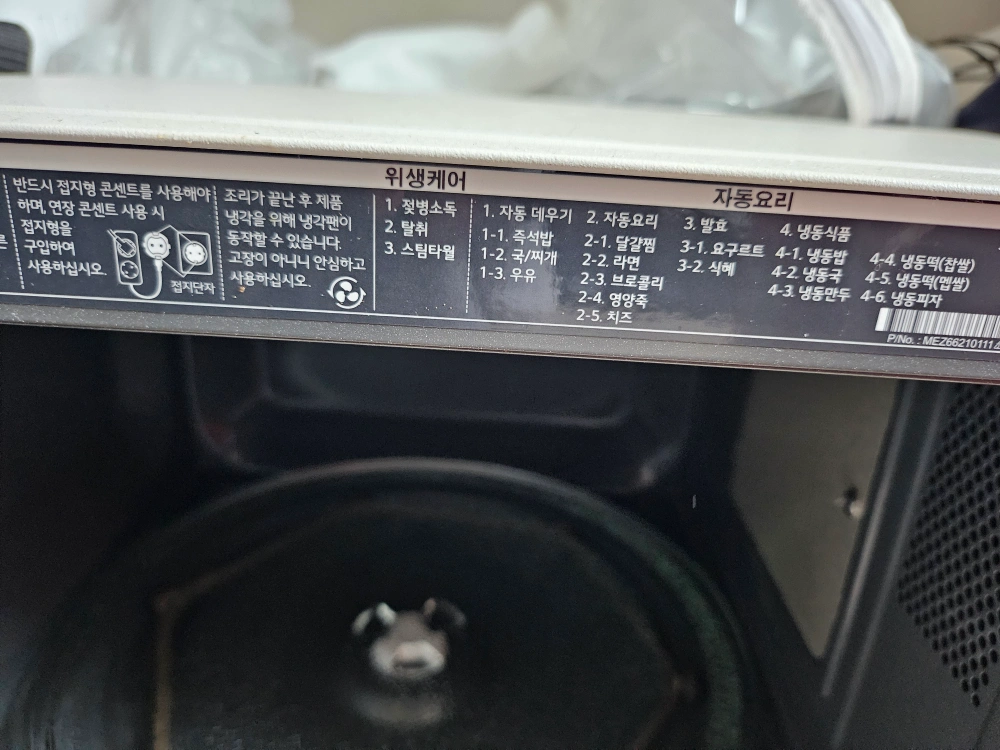 반드시 접지형 콘센트를 사용해야
하며, 연장 콘센트 사용 시
접지형을
구입하여
사용하십시오.
접지단자
조리가 끝난 후 제품
냉각을 위해 냉각팬이
동작할 수 있습니다.
고장이 아니니 안심하고
사용하십시오.
위생케어
1. 젖병소독
2. 탈취
3. 스팀타월
자동요리
1. 자동 데우기
1-1. 즉석밥
1-2. 국/찌개
1-3. 우유
2. 자동요리
2-1. 달걀찜
2-2. 라면
2-3. 브로콜리
2-4. 영양죽
2-5. 치즈
3. 발효
3-1. 요구르트
3-2. 식혜
4. 냉동식품
4-1. 냉동밥
4-2. 냉동국
4-3. 냉동만두
4-4. 냉동떡(찹쌀)
4-5. 냉동떡(멥쌀)
4-6. 냉동피자
P/No. : MEZ66210111